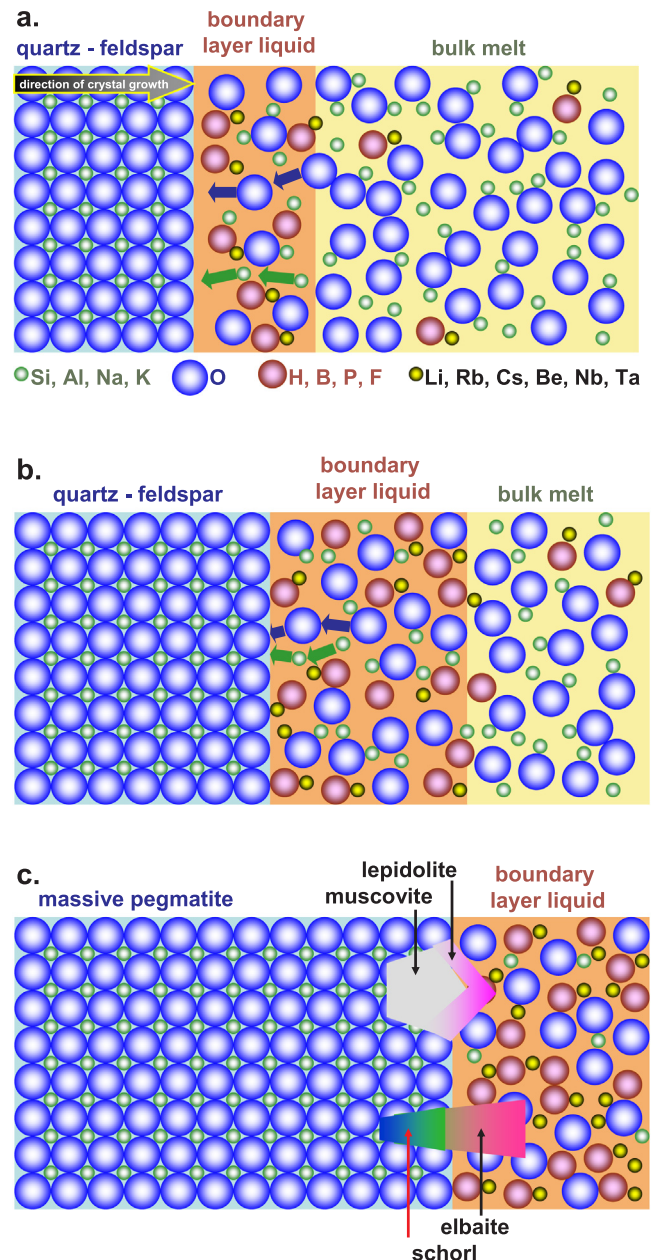 a.
boundary
layer liquid
quartz - feldspar
bulk melt
direction of crystal growth
Si, Al, Na, K
O
H, B, P, F
Li, Rb, Cs, Be, Nb, Ta
b.
boundary
layer liquid
quartz - feldspar
bulk melt
c.
lepidolite
muscovite
boundary
layer liquid
massive pegmatite
elbaite
schorl